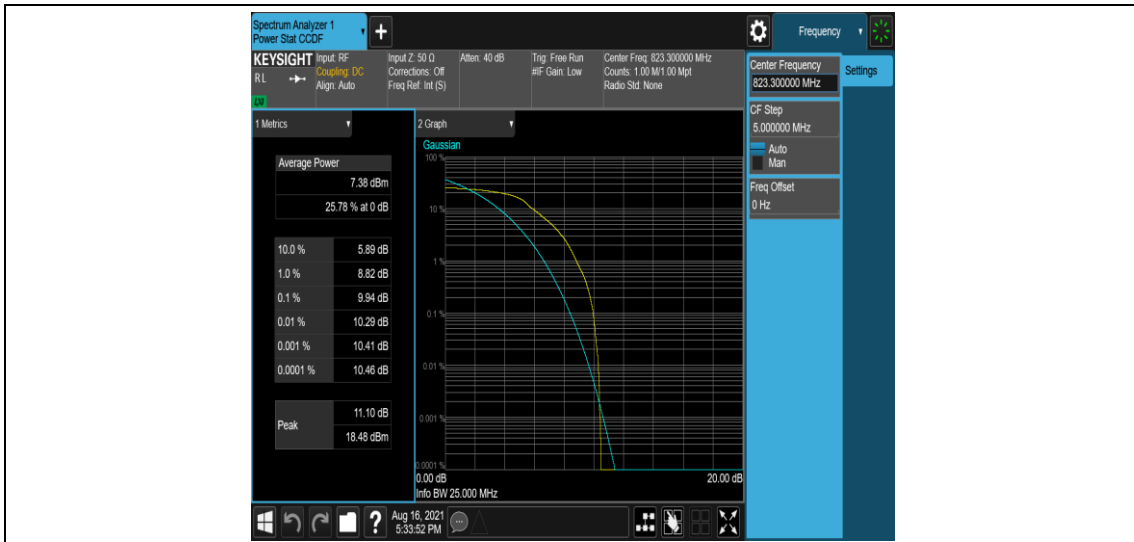 Spectrum Analyzer 1
Power Stat CCDF
+
Frequency
KEYSIGHT
RL
LM
Input: RF
Coupling: DC
Align: Auto
Input Z: 50 Ω
Corrections: Off
Freq Ref: Int (S)
Atten: 40 dB
Trig: Free Run
#IF Gain: Low
Center Freq: 823.300000 MHz
Counts: 1.00 M/1.00 Mpt
Radio Std: None
Center Frequency
823.300000 MHz
Settings
CF Step
5.000000 MHz
Auto
Man
Freq Offset
0 Hz
1 Metrics
Average Power
7.38 dBm
25.78 % at 0 dB
10.0 % 5.89 dB
1.0 % 8.82 dB
0.1 % 9.94 dB
0.01 % 10.29 dB
0.001 % 10.41 dB
0.0001 % 10.46 dB
Peak
11.10 dB
18.48 dBm
2 Graph
Gaussian
100 %
10 %
1 %
0.1 %
0.01 %
0.001 %
0.0001 %
0.00 dB
20.00 dB
Info BW 25.000 MHz
?
Aug 16, 2021
5:33:52 PM